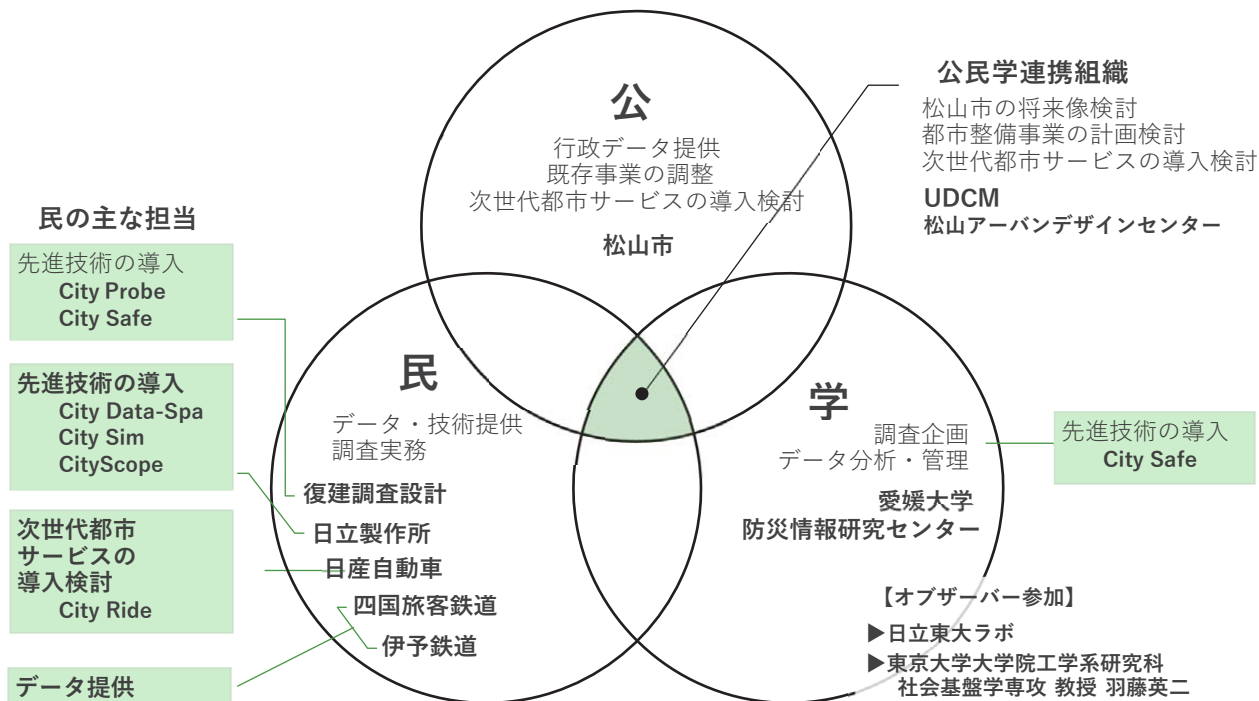 公
行政データ提供
既存事業の調整
次世代都市サービスの導入検討
松山市
公民学連携組織
松山市の将来像検討
都市整備事業の計画検討
次世代都市サービスの導入検討
UDCM
松山アーバンデザインセンター
民の主な担当
先進技術の導入
City Probe
City Safe
先進技術の導入
City Data-Spa
City Sim
CityScope
次世代都市
サービスの
導入検討
City Ride
データ提供
民
データ・技術提供
調査実務
復建調査設計
日立製作所
日産自動車
四国旅客鉄道
伊予鉄道
学
調査企画
データ分析・管理
愛媛大学
防災情報研究センター
先進技術の導入
City Safe
【オブザーバー参加】
▶日立東大ラボ
▶東京大学大学院工学系研究科
社会基盤学専攻 教授 羽藤英二